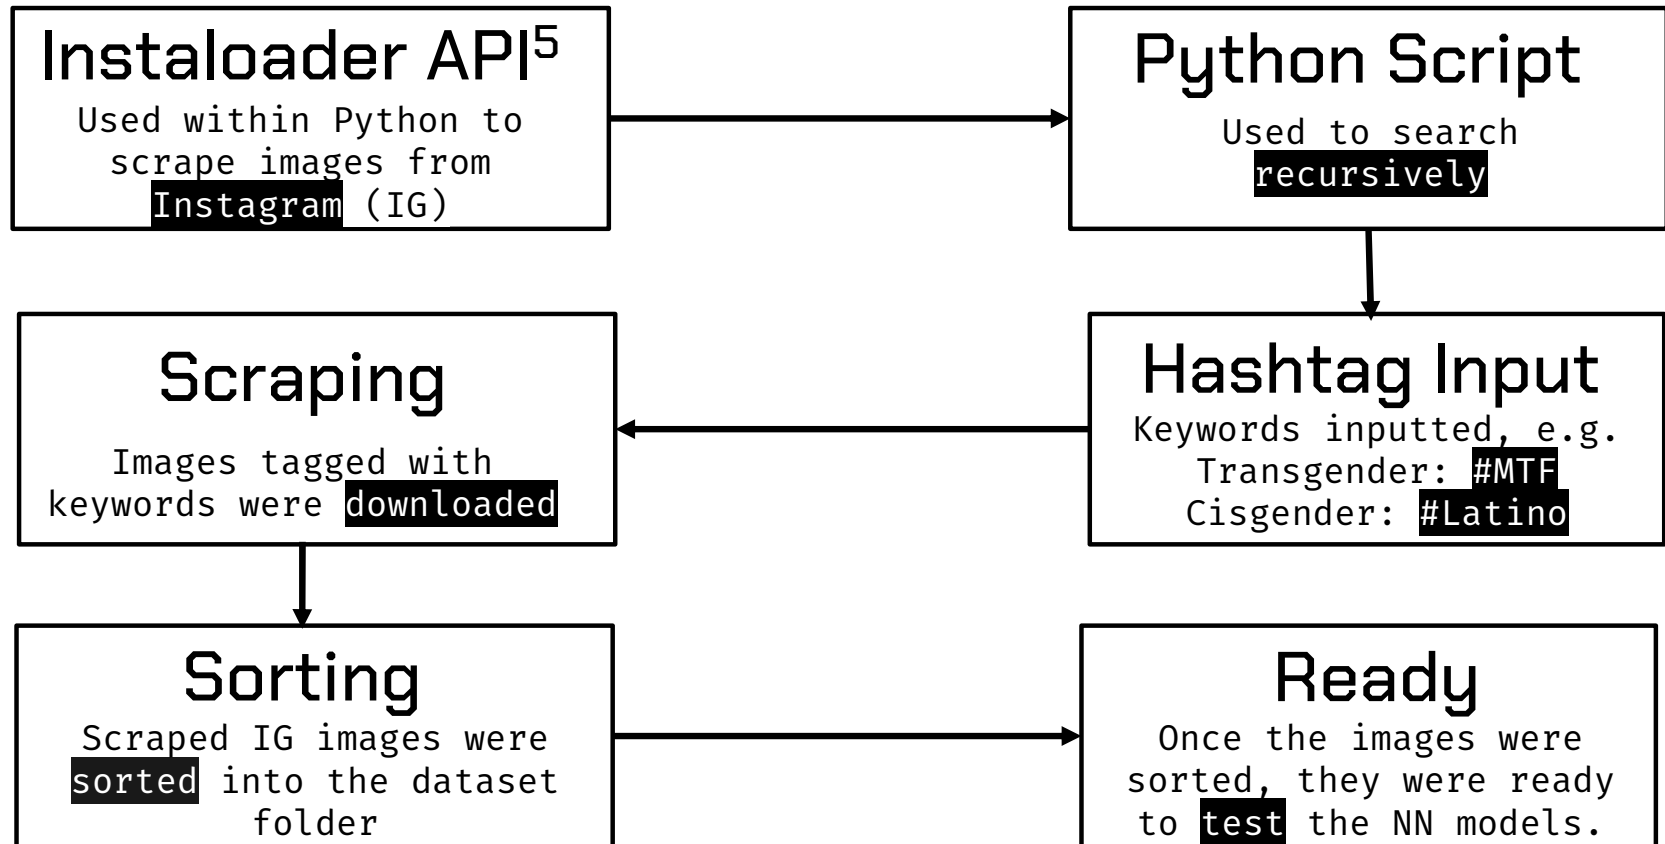 Instaloader API5
Used within Python to
scrape images from
Instagram (IG)
Python Script
Used to search
recursively
Hashtag Input
Keywords inputted, e.g.
Transgender: #MTF
Cisgender: #Latino
Scraping
Images tagged with
keywords were downloaded
Sorting
Scraped IG images were
sorted into the dataset
folder
Ready
Once the images were
sorted, they were ready
to test the NN models.